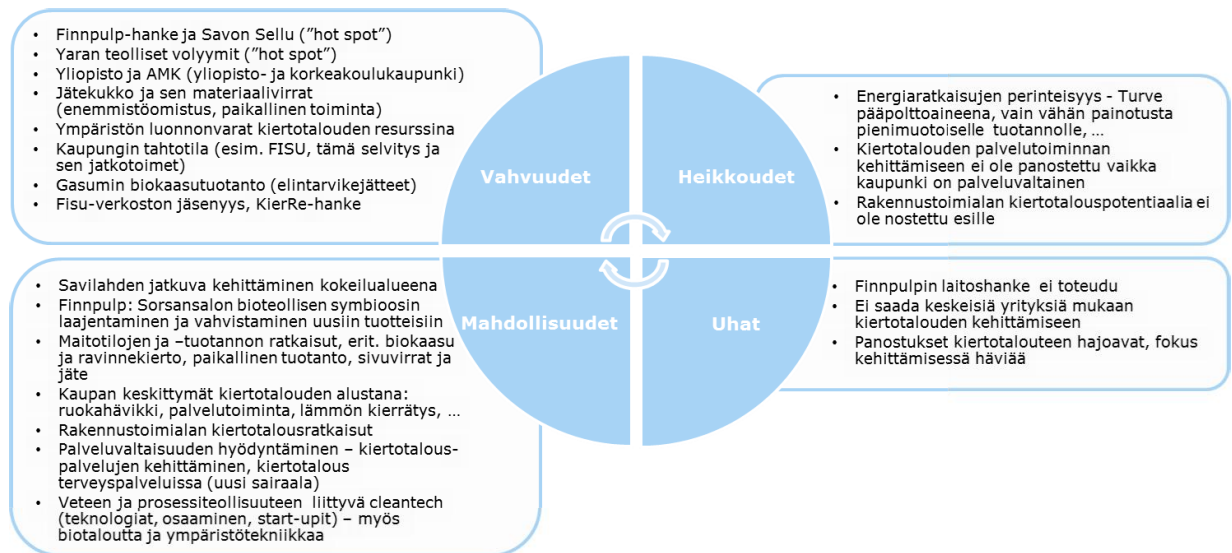 • Finnpulp-hanke ja Savon Sellu (”hot spot”)
• Yaran teolliset volyymit (”hot spot”)
• Yliopisto ja AMK (yliopisto- ja korkeakoulukaupunki)
• Jätekukko ja sen materiaalivirrat
(enemmistöomistus, paikallinen toiminta)
• Ympäristön luonnonvarat kiertotalouden resurssina
• Kaupungin tahtotila (esim. FISU, tämä selvitys ja
sen jatkotoimet)
• Gasumin biokaasutuotanto (elintarvikejätteet)
• Fisu-verkoston jäsenyys, KierRe-hanke
Vahvuudet
Heikkoudet
• Energiaratkaisujen perinteisyys - Turve
pääpolttoaineena, vain vähän painotusta
pienimuotoiselle tuotannolle, …
• Kiertotalouden palvelutoiminnan
kehittämiseen ei ole panostettu vaikka
kaupunki on palveluvaltainen
• Rakennustoimialan kiertotalouspotentiaalia ei
ole nostettu esille
• Savilahden jatkuva kehittäminen kokeilualueena
• Finnpulp: Sorsansalon bioteollisen symbioosin
laajentaminen ja vahvistaminen uusiin tuotteisiin
• Maitotilojen ja –tuotannon ratkaisut, erit. biokaasu
ja ravinnekierto, paikallinen tuotanto, sivuvirrat ja
jäte
• Kaupan keskittymät kiertotalouden alustana:
ruokahävikki, palvelutoiminta, lämmön kierrätys, …
• Rakennustoimialan kiertotalousratkaisut
• Palveluvaltaisuuden hyödyntäminen – kiertotalous-
palvelujen kehittäminen, kiertotalous
terveyspalveluissa (uusi sairaala)
• Veteen ja prosessiteollisuuteen liittyvä cleantech
(teknologiat, osaaminen, start-upit) – myös
biotaloutta ja ympäristötekniikkaa
Mahdollisuudet
Uhat
• Finnpulpin laitoshanke ei toteudu
• Ei saada keskeisiä yrityksiä mukaan
kiertotalouden kehittämiseen
• Panostukset kiertotalouteen hajoavat, fokus
kehittämisessä häviää